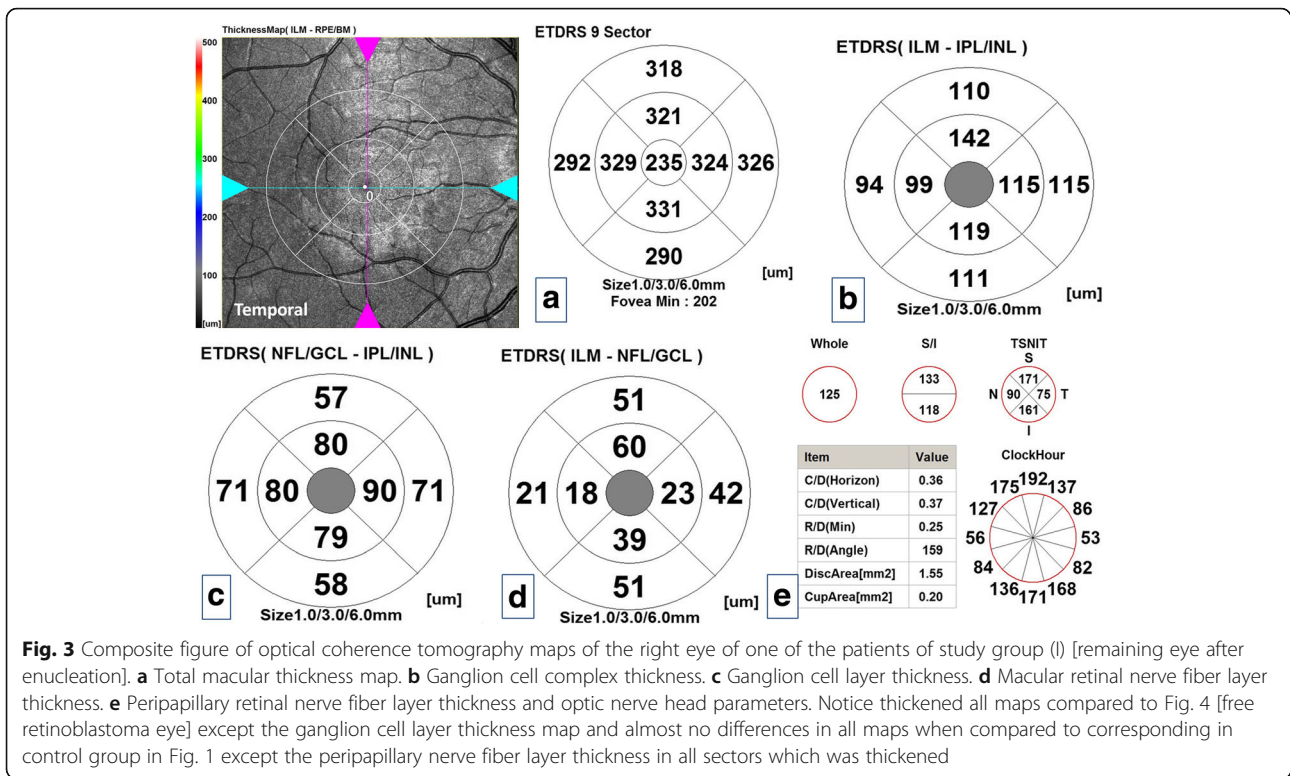 ThicknessMap( ILM - RPE/BM )
500
400
300
200
100
[um]
0
Temporal
ETDRS 9 Sector
318
321
292 329 235 324 326
331
290
[um]
Size1.0/3.0/6.0mm
Fovea Min : 202
a
ETDRS( ILM - IPL/INL )
110
142
94 99 115 115
119
111
[um]
Size1.0/3.0/6.0mm
b
ETDRS( NFL/GCL - IPL/INL )
57
80
71 80 90 71
79
58
[um]
Size1.0/3.0/6.0mm
c
ETDRS( ILM - NFL/GCL )
51
60
21 18 23 42
39
51
[um]
Size1.0/3.0/6.0mm
d
Whole
125
S/I
133
118
TSNIT
S
171
N 90 75 T
161
I
Item Value
C/D(Horizon) 0.36
C/D(Vertical) 0.37
R/D(Min) 0.25
R/D(Angle) 159
DiscArea[mm2] 1.55
CupArea[mm2] 0.20
ClockHour
192
175 137
127 86
56 53
84 82
136 168
171
e
Fig. 3 Composite figure of optical coherence tomography maps of the right eye of one of the patients of study group (I) [remaining eye after
enucleation]. a Total macular thickness map. b Ganglion cell complex thickness. c Ganglion cell layer thickness. d Macular retinal nerve fiber layer
thickness. e Peripapillary retinal nerve fiber layer thickness and optic nerve head parameters. Notice thickened all maps compared to Fig. 4 [free
retinoblastoma eye] except the ganglion cell layer thickness map and almost no differences in all maps when compared to corresponding in
control group in Fig. 1 except the peripapillary nerve fiber layer thickness in all sectors which was thickened